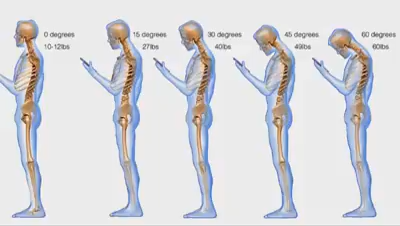 0 degrees
10-12lbs
15 degrees
27lbs
30 degrees
40lbs
45 degrees
49lbs
60 degrees
60lbs